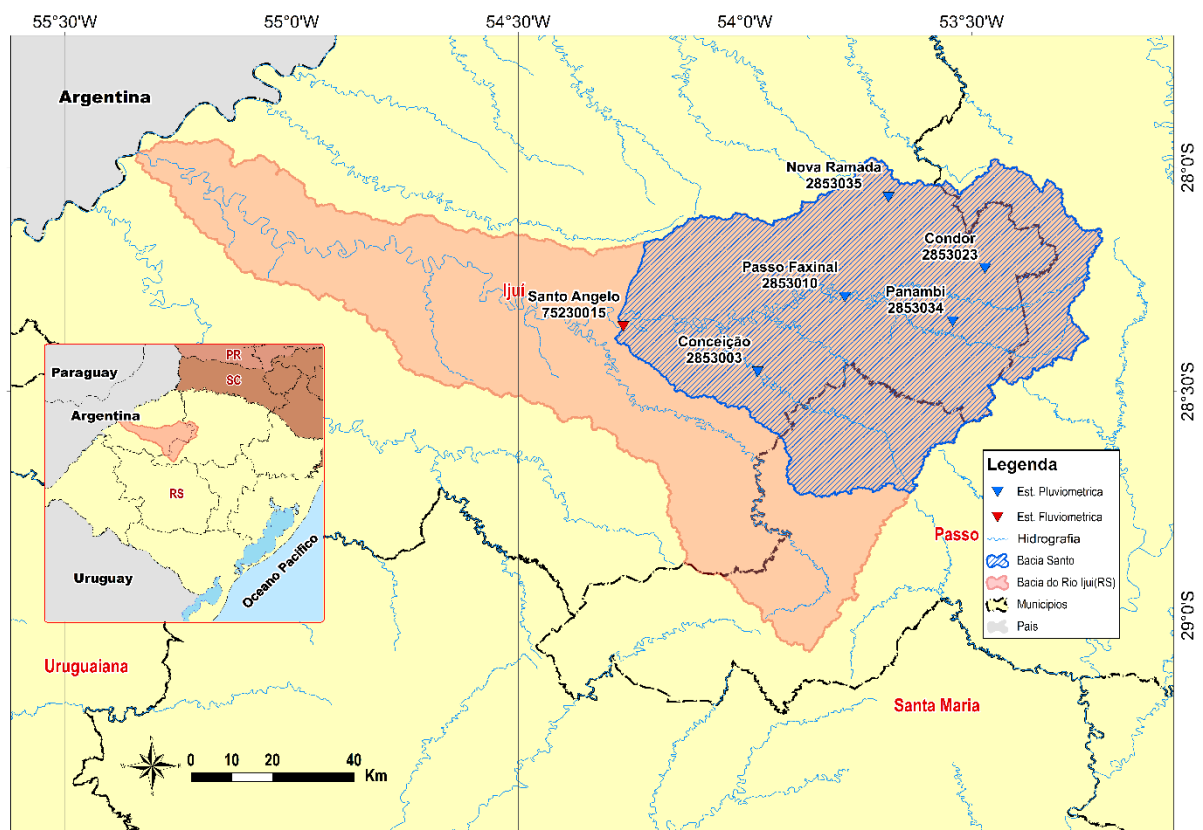 55°30'W
55°0'W
54°30'W
54°0'W
53°30'W
Argentina
28°0'S
Nova Ramada
2853035
Condor
2853023
Passo Faxinal
2853010
Panambi
2853034
Ijuí
Santo Angelo
75230015
Conceição
2853003
28°30'S
PR
Paraguay
SC
Argentina
RS
Uruguay
Oceano Pacífico
Legenda
Est. Pluviometrica
Est. Fluviometrica
Hidrografia
Bacia Santo
Bacia do Rio Ijui(RS)
Municipios
Pais
Passo
29°0'S
Uruguaiana
Santa Maria
0 10 20 40
Km